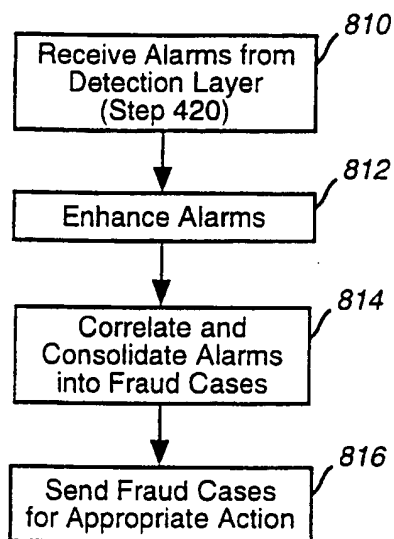 810
Receive Alarms from
Detection Layer
(Step 420)
812
Enhance Alarms
814
Correlate and
Consolidate Alarms
into Fraud Cases
816
Send Fraud Cases
for Appropriate Action